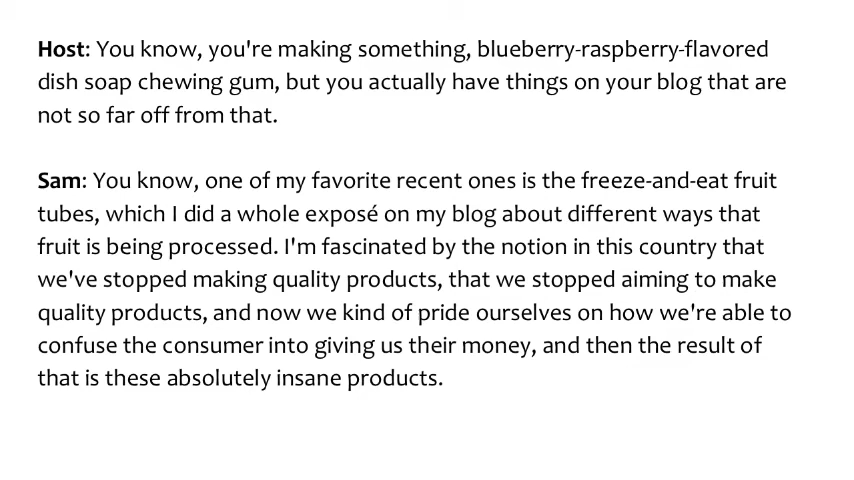 Host: You know, you're making something, blueberry-raspberry-flavored
dish soap chewing gum, but you actually have things on your blog that are
not so far off from that.
Sam: You know, one of my favorite recent ones is the freeze-and-eat fruit
tubes, which I did a whole exposé on my blog about different ways that
fruit is being processed. I'm fascinated by the notion in this country that
we've stopped making quality products, that we stopped aiming to make
quality products, and now we kind of pride ourselves on how we're able to
confuse the consumer into giving us their money, and then the result of
that is these absolutely insane products.